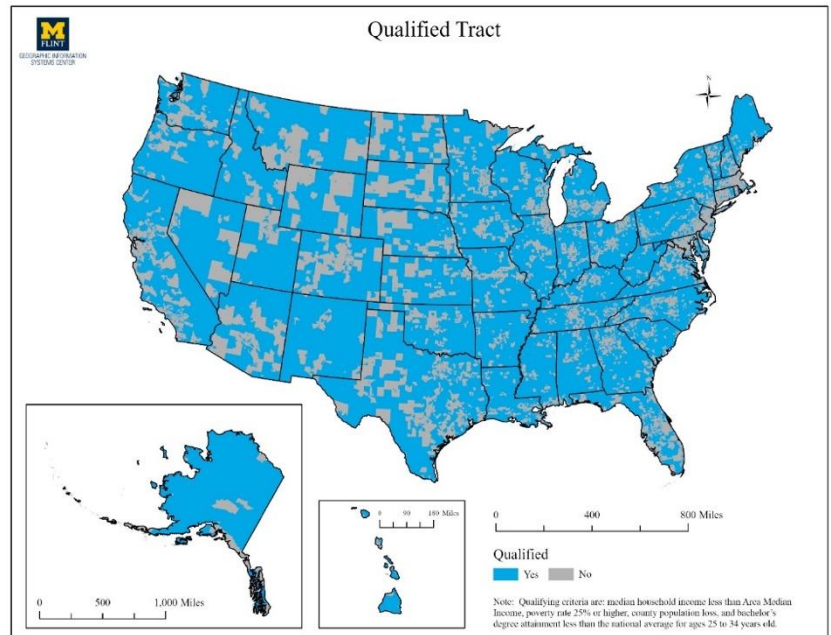 M
FLINT
GEOGRAPHIC INFORMATION
SYSTEMS CENTER
Qualified Tract
N
0 90 180 Miles
0 500 1,000 Miles
0 400 800 Miles
Qualified
Yes No
Note: Qualifying criteria are: median household income less than Area Median
Income, poverty rate 25% or higher, county population loss, and bachelor's
degree attainment less than the national average for ages 25 to 34 years old.